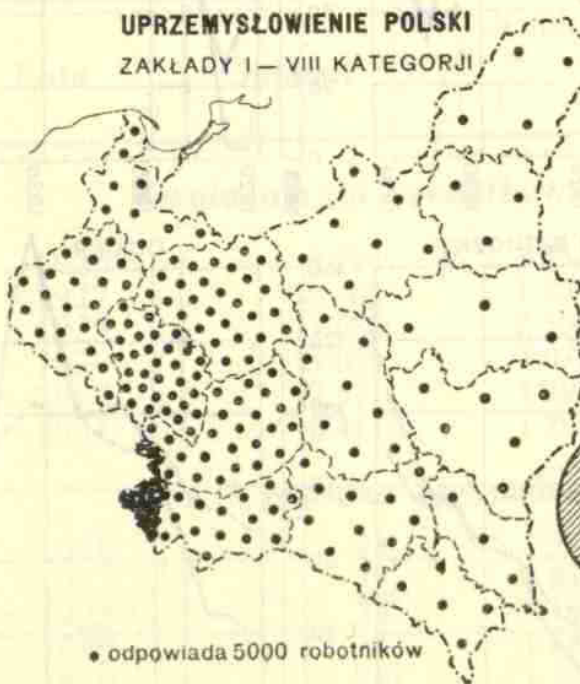 UPRZEMYSŁOWIENIE POLSKI
ZAKŁADY I — VIII KATEGORJI
• odpowiada 5000 robotników